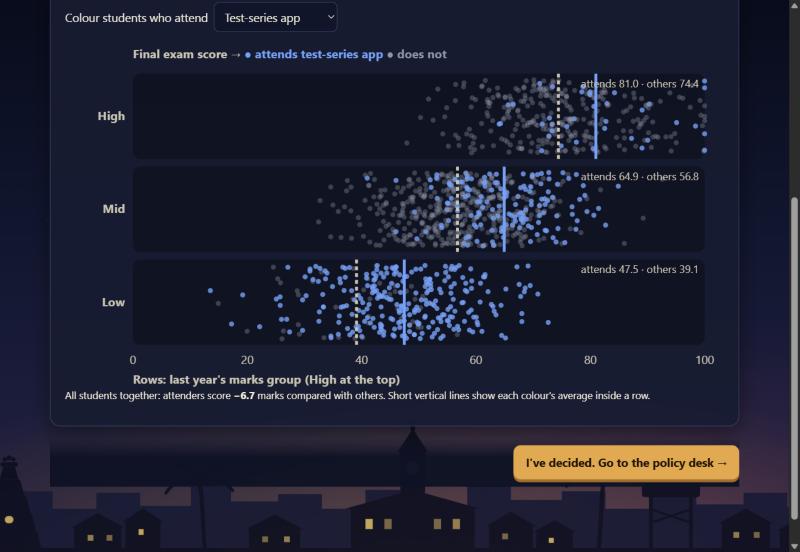 Colour students who attend Test-series app
Final exam score → ● attends test-series app ● does not
attends 81.0 · others 74.4
High
attends 64.9 · others 56.8
Mid
attends 47.5 · others 39.1
Low
0 20 40 60 80 100
Rows: last year's marks group (High at the top)
All students together: attenders score −6.7 marks compared with others. Short vertical lines show each colour's average inside a row.
I've decided. Go to the policy desk →